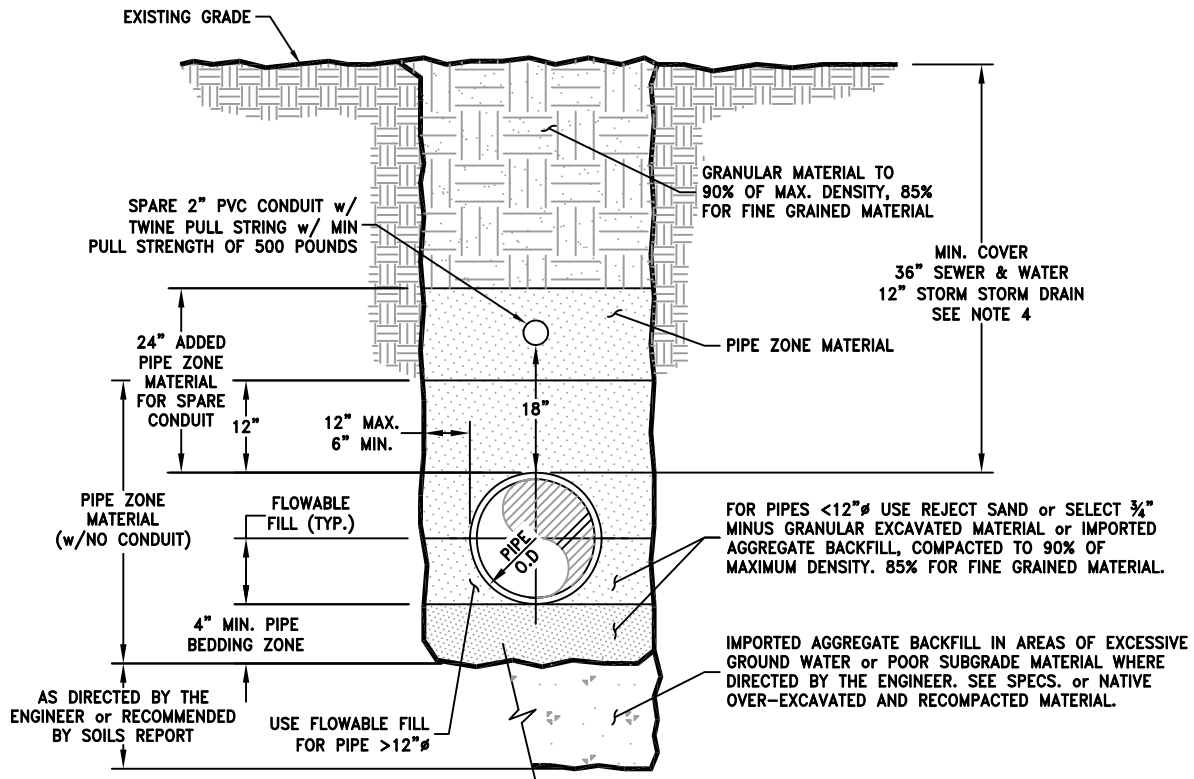 EXISTING GRADE
GRANULAR MATERIAL TO
90% OF MAX. DENSITY, 85%
FOR FINE GRAINED MATERIAL
SPARE 2" PVC CONDUIT w/
TWINE PULL STRING w/ MIN
PULL STRENGTH OF 500 POUNDS
MIN. COVER
36" SEWER & WATER
12" STORM STORM DRAIN
SEE NOTE 4
24" ADDED
PIPE ZONE
MATERIAL
FOR SPARE
CONDUIT
PIPE ZONE MATERIAL
12"
12" MAX.
6" MIN.
18"
PIPE ZONE
MATERIAL
(w/NO CONDUIT)
FLOWABLE
FILL (TYP.)
PIPE
O.D
FOR PIPES <12"ø USE REJECT SAND or SELECT ¾"
MINUS GRANULAR EXCAVATED MATERIAL or IMPORTED
AGGREGATE BACKFILL, COMPACTED TO 90% OF
MAXIMUM DENSITY. 85% FOR FINE GRAINED MATERIAL.
4" MIN. PIPE
BEDDING ZONE
IMPORTED AGGREGATE BACKFILL IN AREAS OF EXCESSIVE
GROUND WATER or POOR SUBGRADE MATERIAL WHERE
DIRECTED BY THE ENGINEER. SEE SPECS. or NATIVE
OVER-EXCAVATED AND RECOMPACTED MATERIAL.
AS DIRECTED BY THE
ENGINEER or RECOMMENDED
BY SOILS REPORT
USE FLOWABLE FILL
FOR PIPE >12"ø